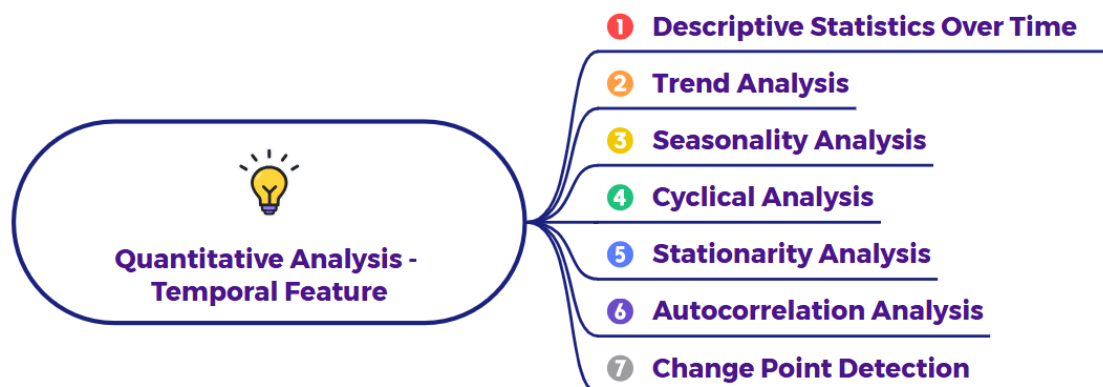 Quantitative Analysis -
Temporal Feature
1 Descriptive Statistics Over Time
2 Trend Analysis
3 Seasonality Analysis
4 Cyclical Analysis
5 Stationarity Analysis
6 Autocorrelation Analysis
7 Change Point Detection